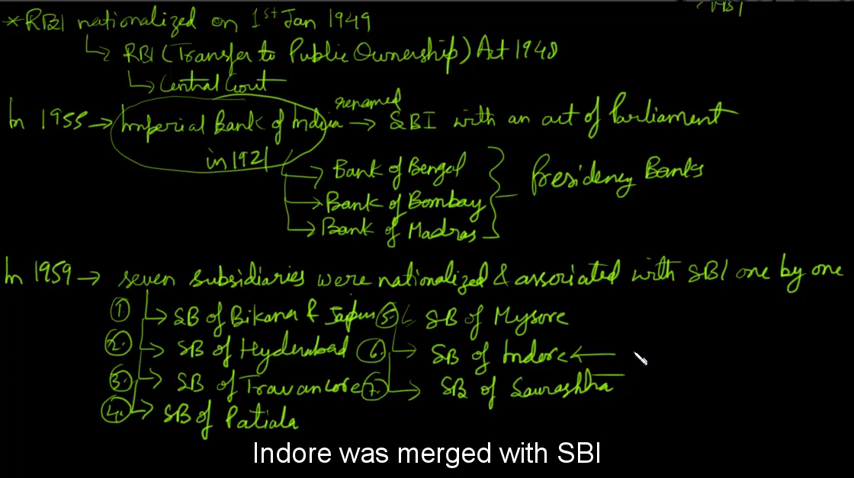 *RBI nationalized on 1st Jan 1949
RBI (Transfer to Public Ownership) Act 1948
Central Govt
renamed
In 1955 → Imperial Bank of India → SBI with an act of Parliament
in 1921
Bank of Bengal
Bank of Bombay
Presidency Banks
Bank of Madras
In 1959 → seven subsidiaries were nationalized & associated with SBI one by one
① SB of Bikaner & Jaipur ⑤ SB of Mysore
② SB of Hyderabad ⑥ SB of Indore ←
③ SB of Travancore ⑦ SB of Saurashtra
④ SB of Patiala
Indore was merged with SBI